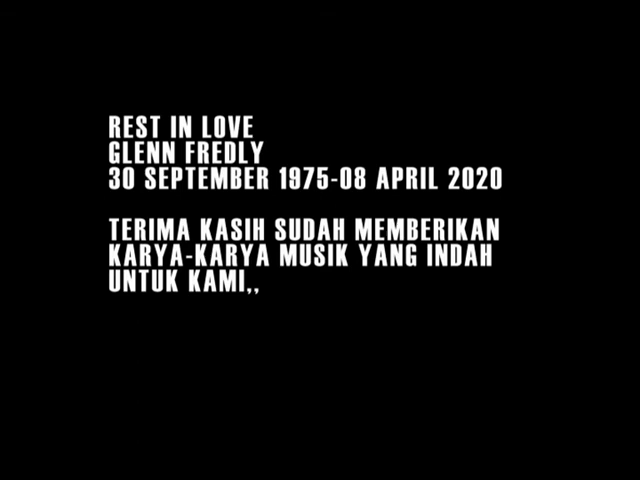 REST IN LOVE
GLENN FREDLY
30 SEPTEMBER 1975-08 APRIL 2020
TERIMA KASIH SUDAH MEMBERIKAN
KARYA-KARYA MUSIK YANG INDAH
UNTUK KAMI,,